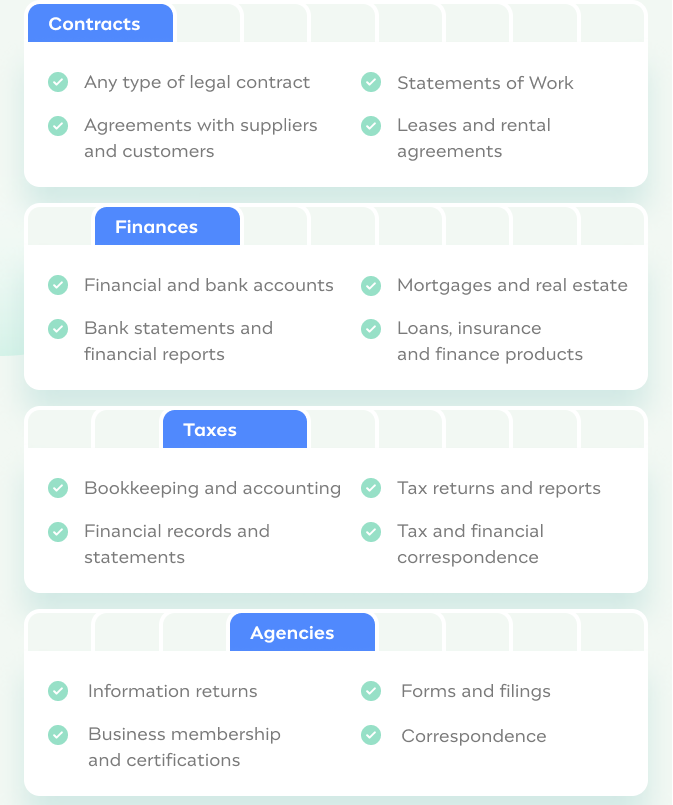 Contracts
Any type of legal contract
Statements of Work
Agreements with suppliers
and customers
Leases and rental
agreements
Finances
Financial and bank accounts
Mortgages and real estate
Bank statements and
financial reports
Loans, insurance
and finance products
Taxes
Bookkeeping and accounting
Tax returns and reports
Financial records and
statements
Tax and financial
correspondence
Agencies
Information returns
Forms and filings
Business membership
and certifications
Correspondence